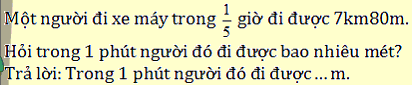 Một người đi xe máy trong 1/5 giờ đi được 7km80m.
Hỏi trong 1 phút người đó đi được bao nhiêu mét?
Trả lời: Trong 1 phút người đó đi được ... m.